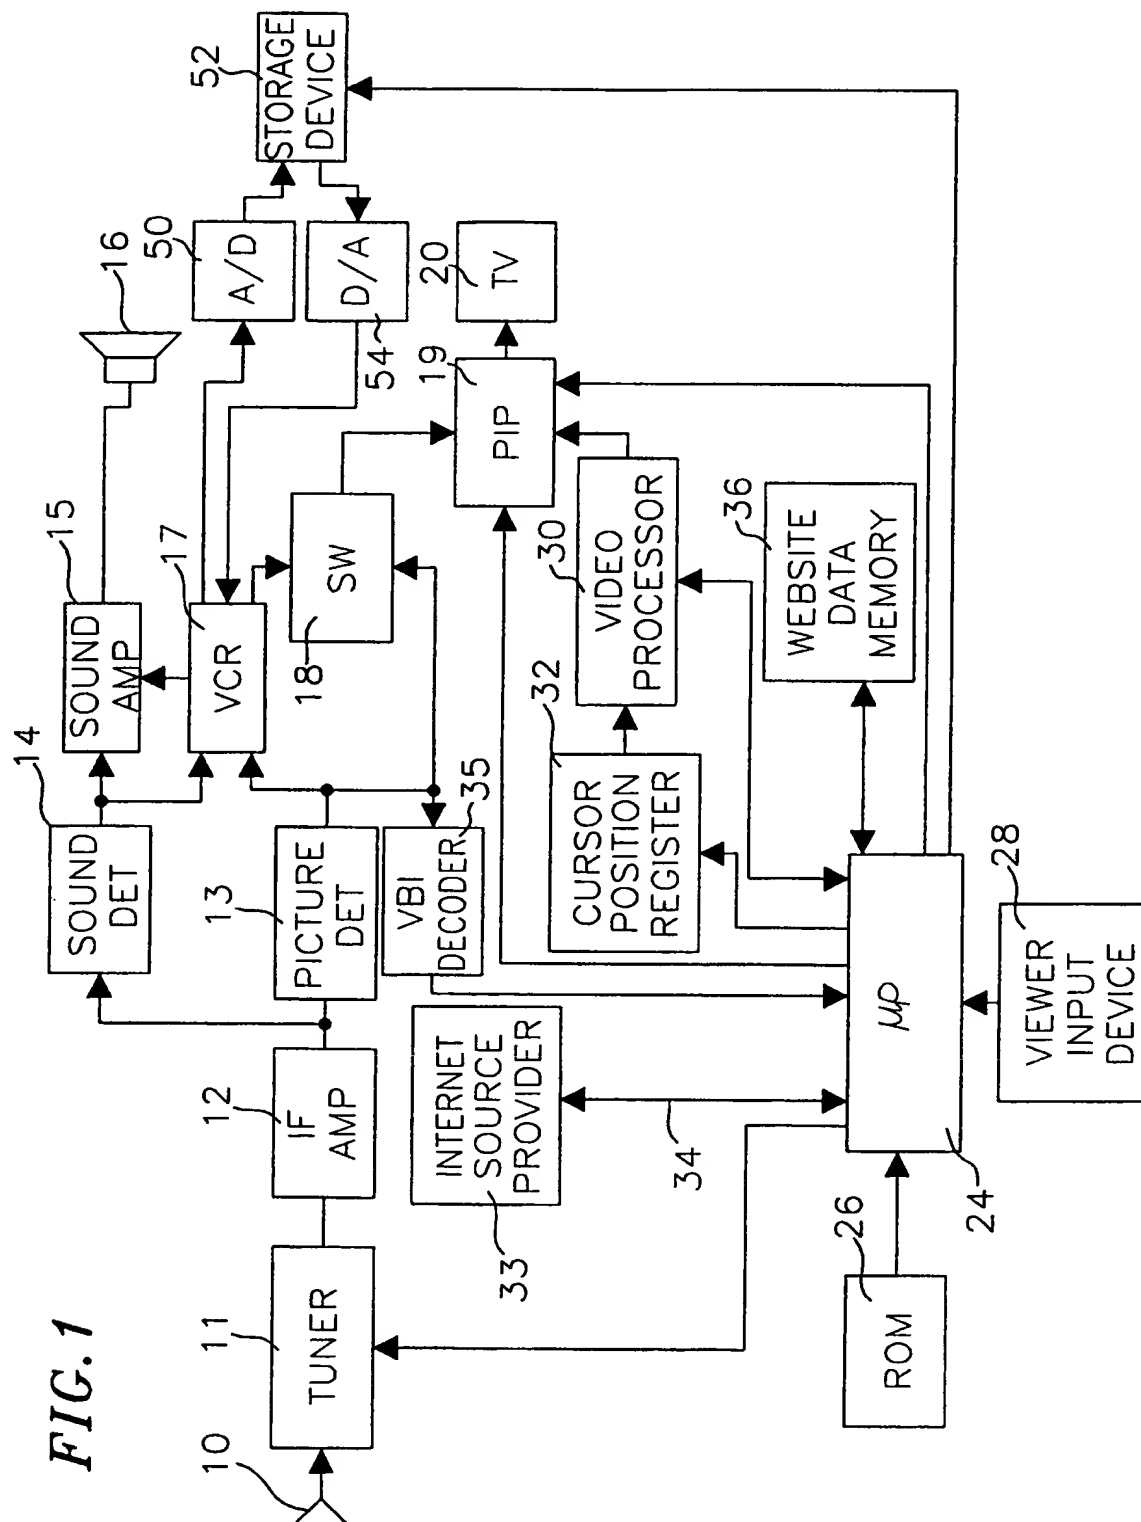 FIG. 1
10
11
TUNER
12
IF
AMP
13
PICTURE
DET
14
SOUND
DET
15
SOUND
AMP
16
17
VCR
18
SW
19
PIP
20
TV
50
A/D
52
STORAGE
DEVICE
54
D/A
35
VBI
DECODER
33
INTERNET
SOURCE
PROVIDER
34
32
CURSOR
POSITION
REGISTER
30
VIDEO
PROCESSOR
36
WEBSITE
DATA
MEMORY
26
ROM
24
μP
28
VIEWER
INPUT
DEVICE